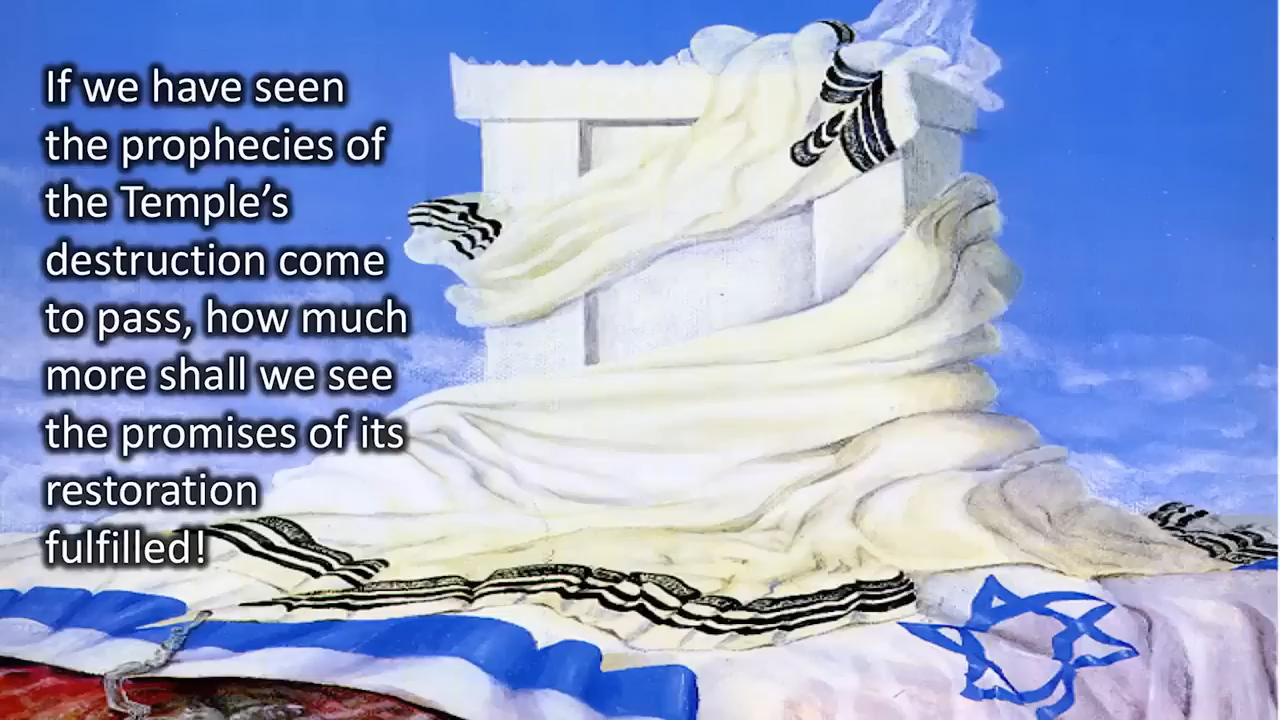 If we have seen
the prophecies of
the Temple’s
destruction come
to pass, how much
more shall we see
the promises of its
restoration
fulfilled!